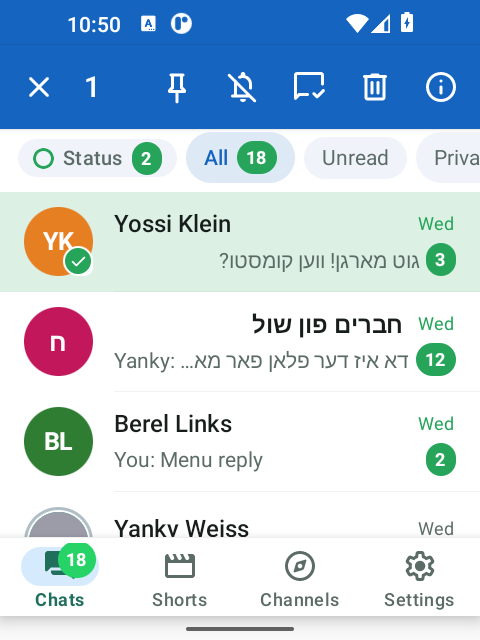 10:50
1
Status 2
All 18
Unread
Priva
YK
Yossi Klein
Wed
גוט מארגן! ווען קומסטו?
3
ח
חברים פון שול
Wed
Yanky: דא איז דער פלאן פאר מא...
12
BL
Berel Links
Wed
You: Menu reply
2
Yanky Weiss
Wed
18
Chats
Shorts
Channels
Settings